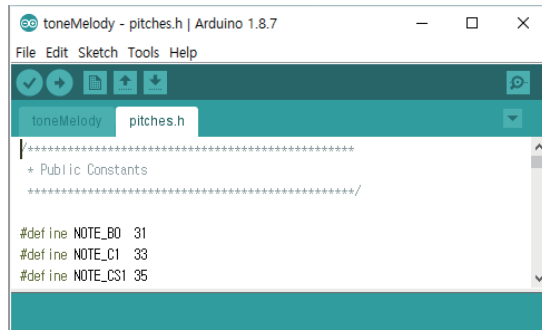 toneMelody - pitches.h | Arduino 1.8.7
File Edit Sketch Tools Help
toneMelody pitches.h
/*************************************************
 * Public Constants
 *************************************************/
#define NOTE_B0 31
#define NOTE_C1 33
#define NOTE_CS1 35